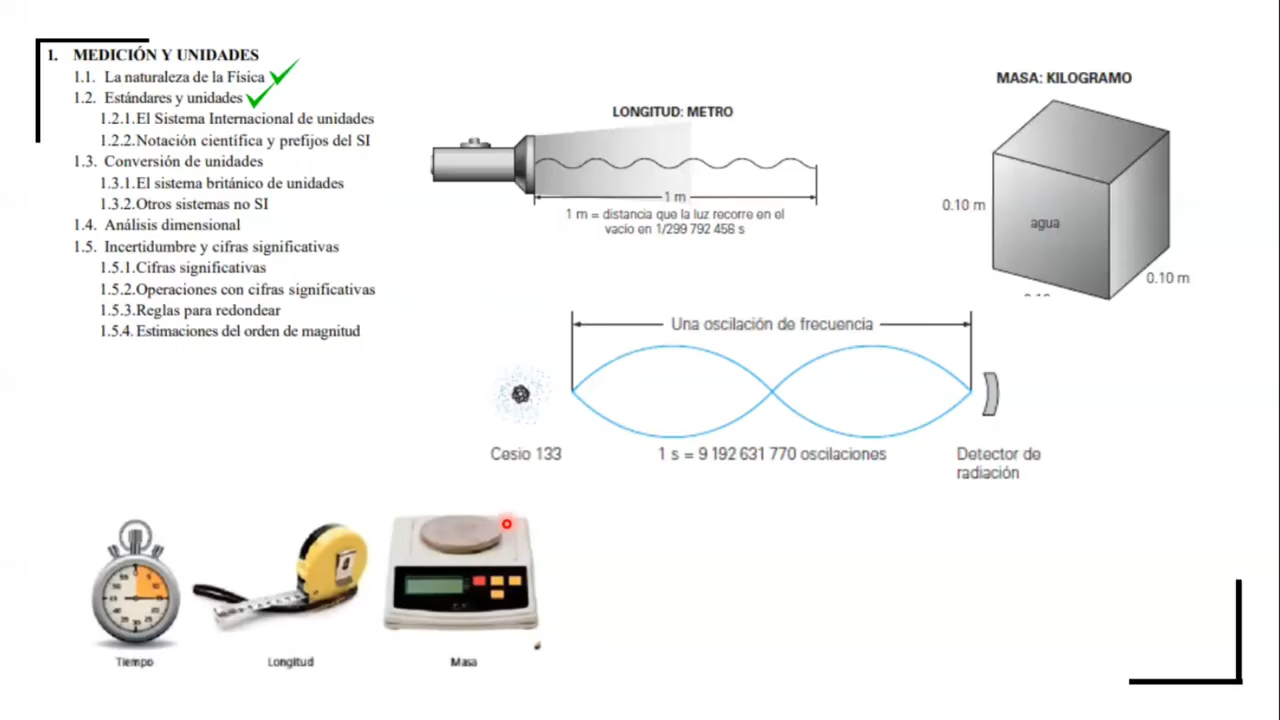 1. MEDICIÓN Y UNIDADES
1.1. La naturaleza de la Física
1.2. Estándares y unidades
1.2.1.El Sistema Internacional de unidades
1.2.2.Notación científica y prefijos del SI
1.3. Conversión de unidades
1.3.1.El sistema británico de unidades
1.3.2.Otros sistemas no SI
1.4. Análisis dimensional
1.5. Incertidumbre y cifras significativas
1.5.1.Cifras significativas
1.5.2.Operaciones con cifras significativas
1.5.3.Reglas para redondear
1.5.4.Estimaciones del orden de magnitud
LONGITUD: METRO
1 m
1 m = distancia que la luz recorre en el
vacío en 1/299 792 458 s
MASA: KILOGRAMO
0.10 m
agua
0.10 m
Una oscilación de frecuencia
Cesio 133
1 s = 9 192 631 770 oscilaciones
Detector de
radiación
Tiempo
Longitud
Masa